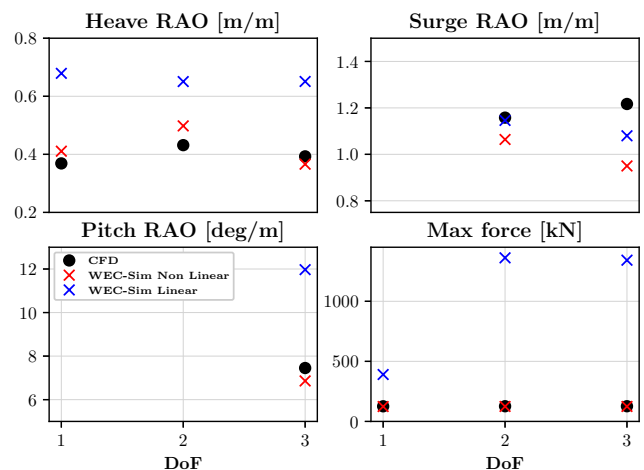 Heave RAO [m/m]
0.8
0.6
0.4
0.2
Surge RAO [m/m]
1.4
1.2
1.0
0.8
Pitch RAO [deg/m]
12
10
8
6
CFD
WEC-Sim Non Linear
WEC-Sim Linear
1 2 3
DoF
Max force [kN]
1000
500
0
1 2 3
DoF